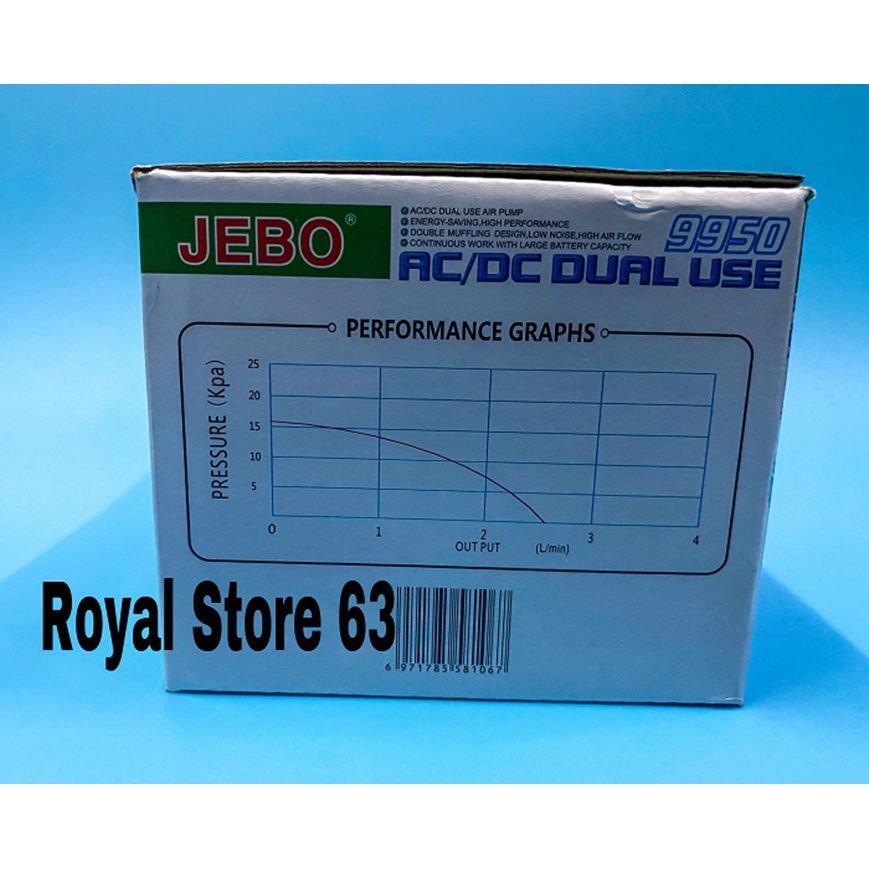 JEBO®
AC/DC DUAL USE AIR PUMP
ENERGY-SAVING,HIGH PERFORMANCE
DOUBLE MUFFLING DESIGN,LOW NOISE,HIGH AIR FLOW
CONTINUOUS WORK WITH LARGE BATTERY CAPACITY
9950
AC/DC DUAL USE
PERFORMANCE GRAPHS
PRESSURE (Kpa)
25
20
15
10
5
0 1 2 3 4
OUT PUT (L/min)
Royal Store 63
6 971785 581067